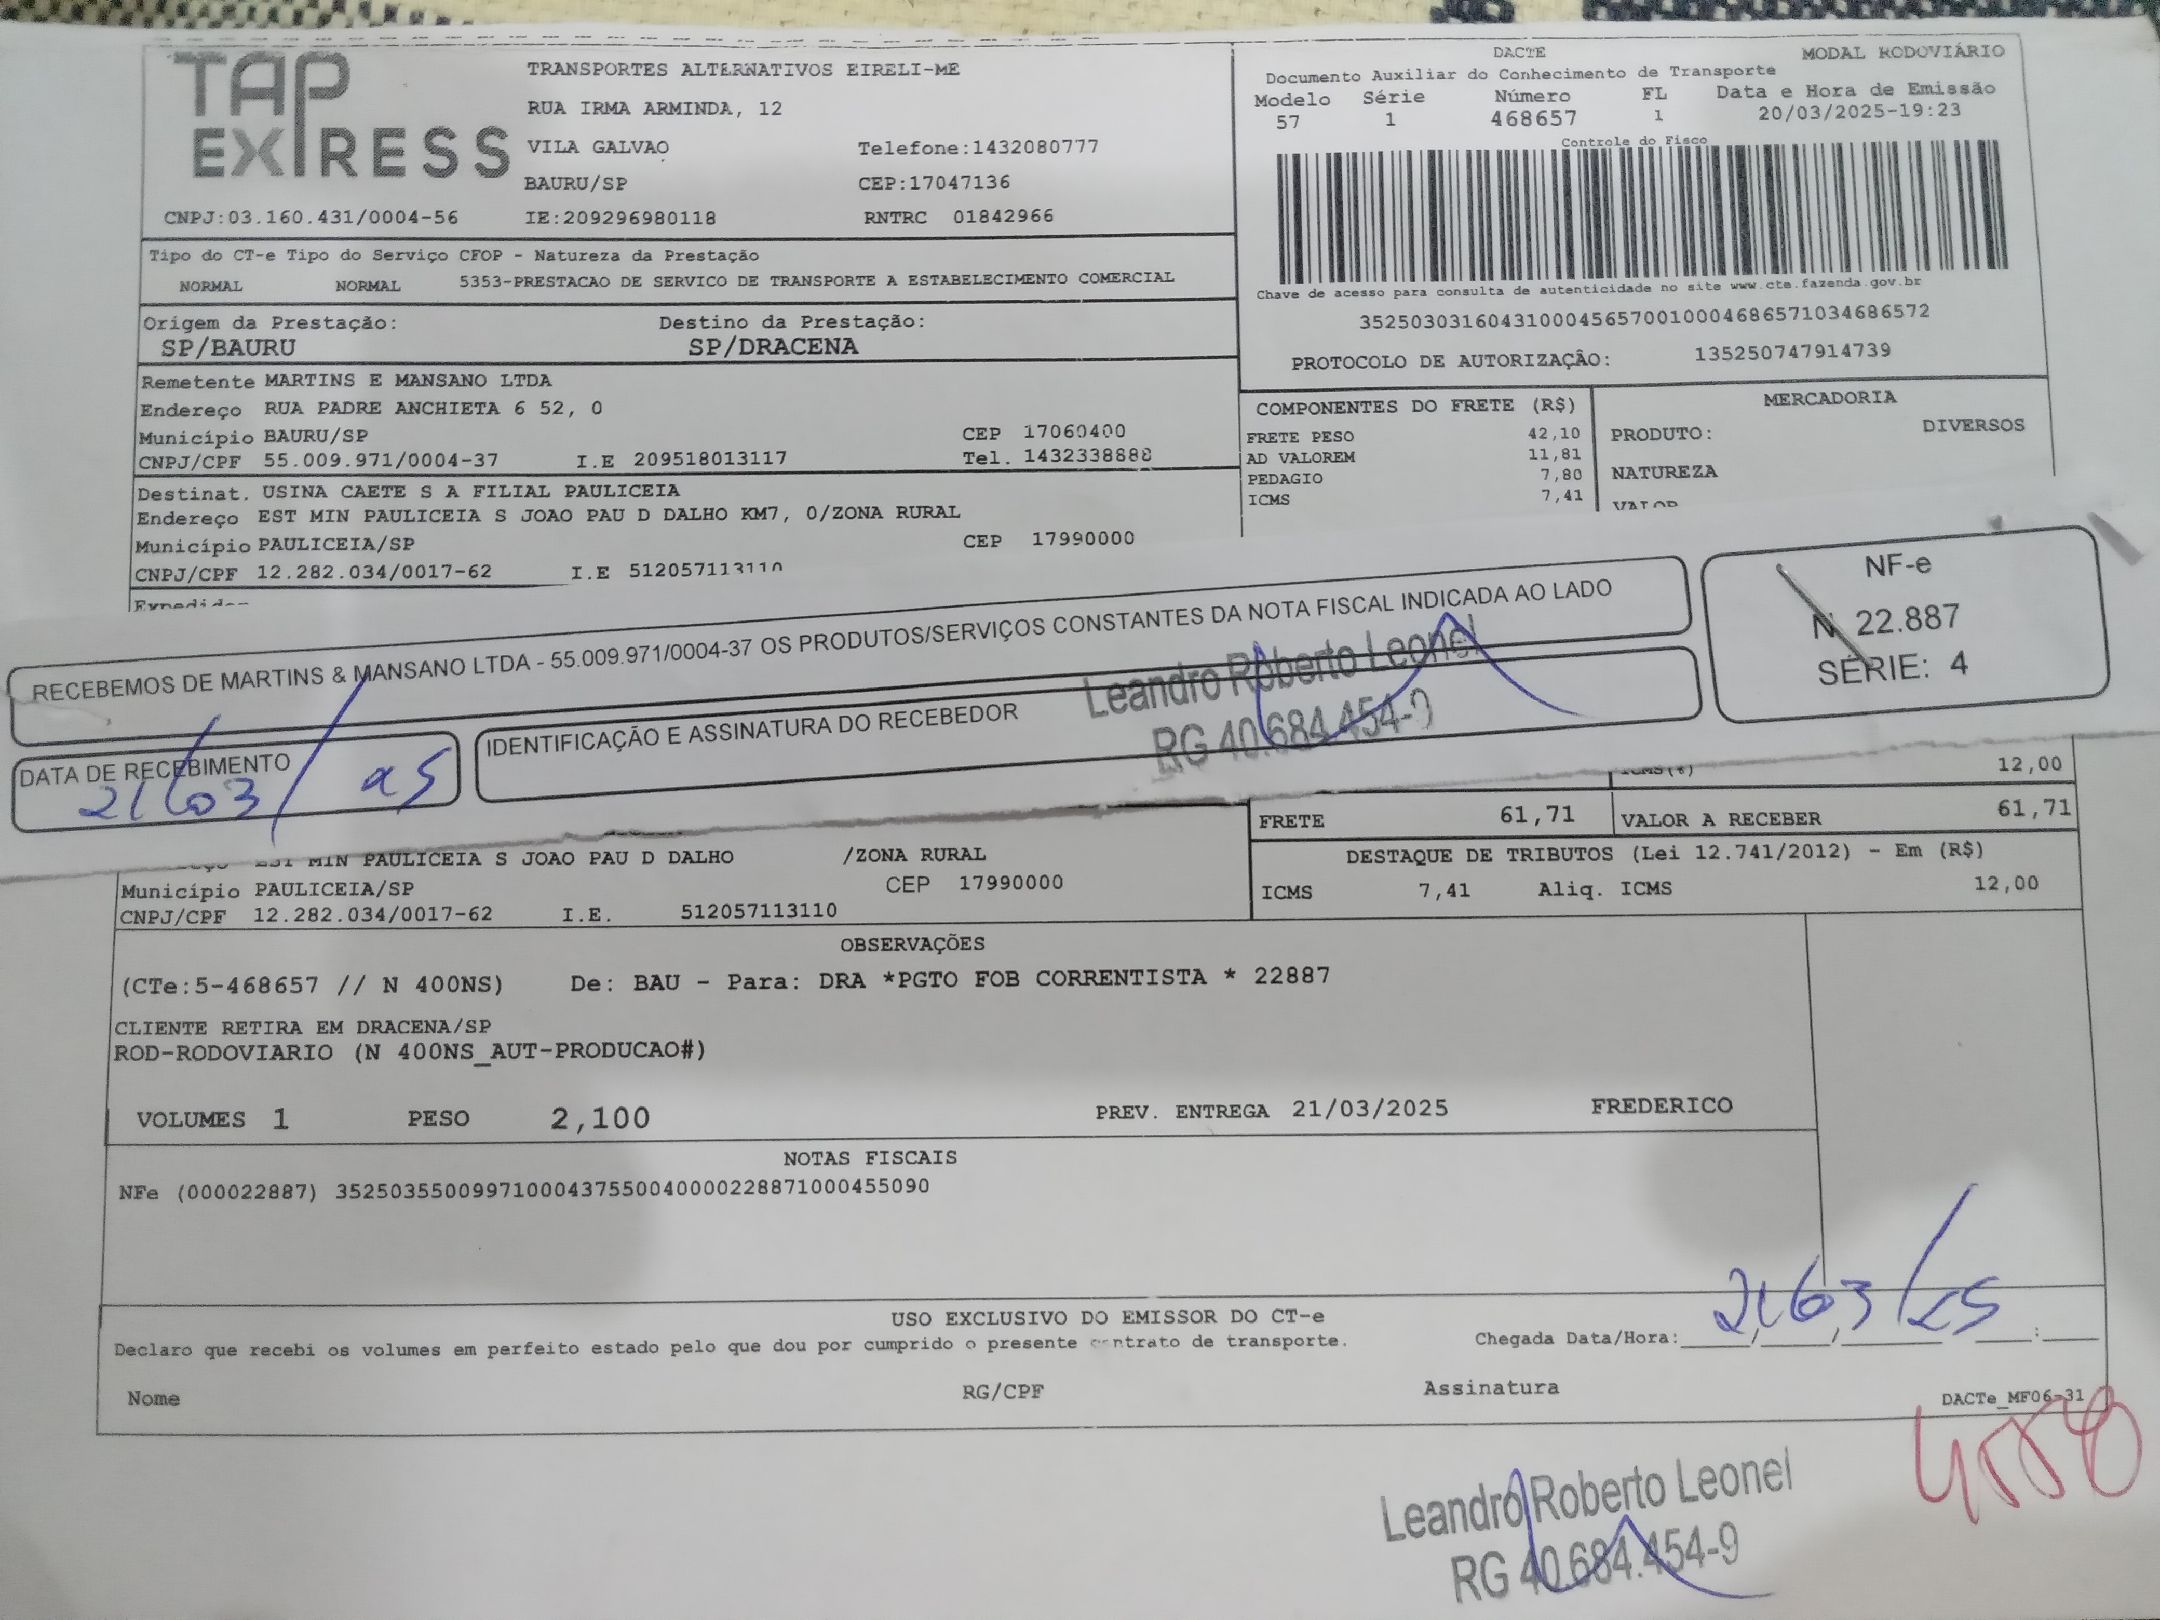 TAP EXPRESS
TRANSPORTES ALTERNATIVOS EIRELI-ME
RUA IRMA ARMINDA, 12
VILA GALVAO Telefone:1432080777
BAURU/SP CEP:17047136
CNPJ:03.160.431/0004-56 IE:209296980118 RNTRC 01842966
DACTE MODAL RODOVIÁRIO
Documento Auxiliar do Conhecimento de Transporte
Modelo Série Número FL Data e Hora de Emissão
57 1 468657 1 20/03/2025-19:23
Controle do Fisco
Chave de acesso para consulta de autenticidade no site www.cte.fazenda.gov.br
35250303160431000456570010004686571034686572
PROTOCOLO DE AUTORIZAÇÃO: 135250747914739
Tipo do CT-e Tipo do Serviço CFOP - Natureza da Prestação
NORMAL NORMAL 5353-PRESTACAO DE SERVICO DE TRANSPORTE A ESTABELECIMENTO COMERCIAL
Origem da Prestação: Destino da Prestação:
SP/BAURU SP/DRACENA
Remetente MARTINS E MANSANO LTDA
Endereço RUA PADRE ANCHIETA 6 52, 0
Município BAURU/SP CEP 17060400
CNPJ/CPF 55.009.971/0004-37 I.E 209518013117 Tel. 1432338888
Destinat. USINA CAETE S A FILIAL PAULICEIA
Endereço EST MIN PAULICEIA S JOAO PAU D DALHO KM7, 0/ZONA RURAL
Município PAULICEIA/SP CEP 17990000
CNPJ/CPF 12.282.034/0017-62 I.E 512057113110
COMPONENTES DO FRETE (R$)
FRETE PESO 42,10
AD VALOREM 11,81
PEDAGIO 7,80
ICMS 7,41
MERCADORIA
PRODUTO: DIVERSOS
NATUREZA
VALOR
RECEBEMOS DE MARTINS & MANSANO LTDA - 55.009.971/0004-37 OS PRODUTOS/SERVIÇOS CONSTANTES DA NOTA FISCAL INDICADA AO LADO
DATA DE RECEBIMENTO
21/03/25
IDENTIFICAÇÃO E ASSINATURA DO RECEBEDOR
Leandro Roberto Leonel
RG 40.684.454-9
NF-e
N 22.887
SÉRIE: 4
ICMS(%) 12,00
FRETE 61,71 VALOR A RECEBER 61,71
DESTAQUE DE TRIBUTOS (Lei 12.741/2012) - Em (R$)
ICMS 7,41 Aliq. ICMS 12,00
EST MIN PAULICEIA S JOAO PAU D DALHO /ZONA RURAL
Município PAULICEIA/SP CEP 17990000
CNPJ/CPF 12.282.034/0017-62 I.E. 512057113110
OBSERVAÇÕES
(CTe:5-468657 // N 400NS) De: BAU - Para: DRA *PGTO FOB CORRENTISTA * 22887
CLIENTE RETIRA EM DRACENA/SP
ROD-RODOVIARIO (N 400NS_AUT-PRODUCAO#)
VOLUMES 1 PESO 2,100 PREV. ENTREGA 21/03/2025 FREDERICO
NOTAS FISCAIS
NFe (000022887) 35250355009971000437550040000228871000455090
USO EXCLUSIVO DO EMISSOR DO CT-e
Declaro que recebi os volumes em perfeito estado pelo que dou por cumprido o presente contrato de transporte.
Chegada Data/Hora: 21/03/25
Nome RG/CPF Assinatura
DACTe_MF06-31
Leandro Roberto Leonel
RG 40.684.454-9